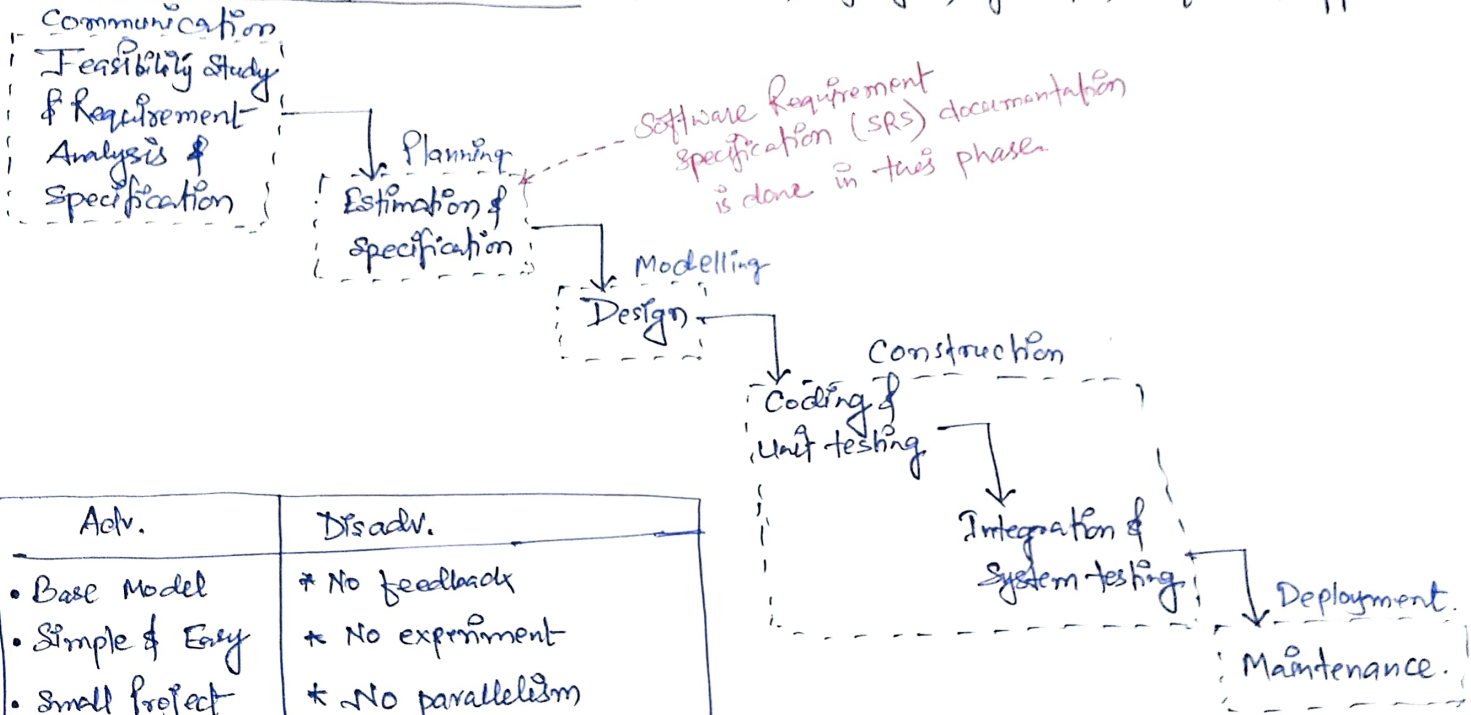 Communication
Feasibility Study
& Requirement
Analysis &
Specification
Planning
Estimation &
specification
Software Requirement
specification (SRS) documentation
is done in this phase.
Modelling
Design
Construction
Coding &
Unit testing
Integration &
System testing
Deployment.
Maintenance.
Adv. Disadv.
• Base Model * No feedback
• Simple & Easy * No experiment
• Small Project * No parallelism